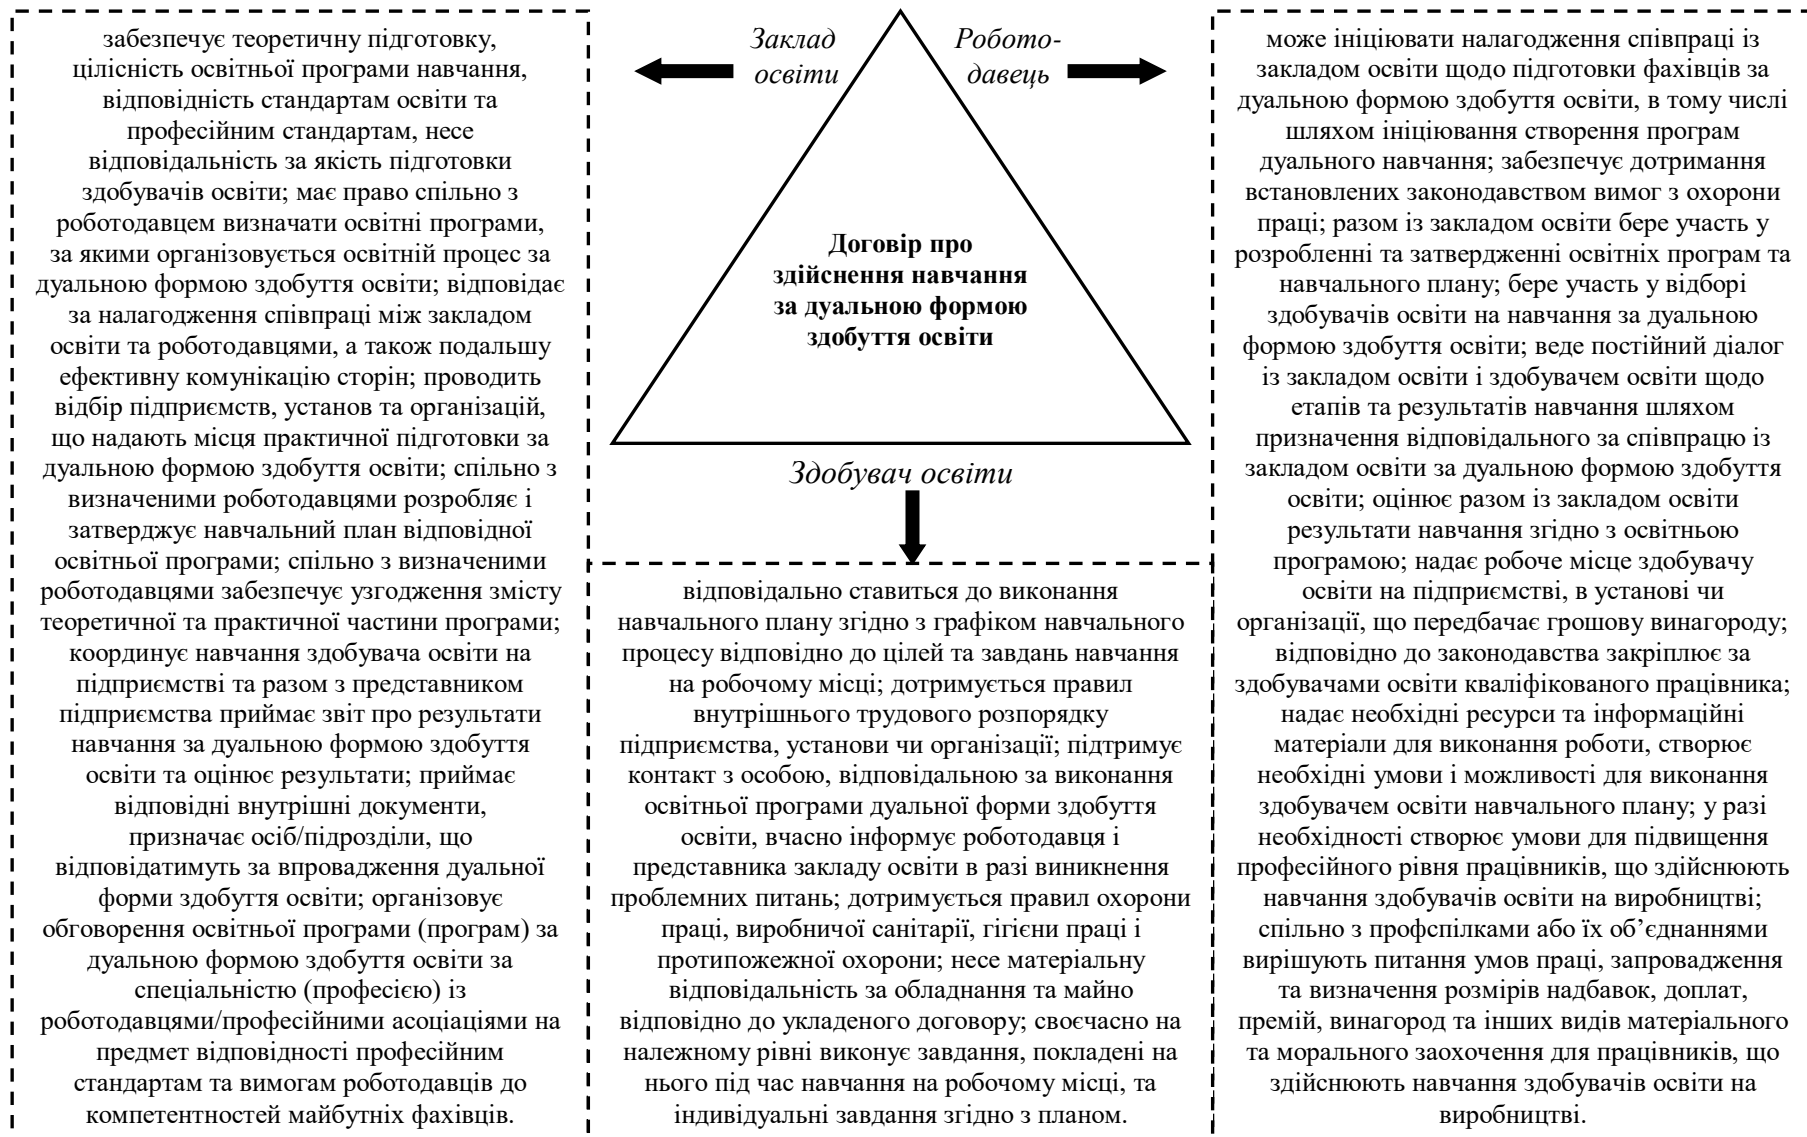 забезпечує теоретичну підготовку,
цілісність освітньої програми навчання,
відповідність стандартам освіти та
професійним стандартам, несе
відповідальність за якість підготовки
здобувачів освіти; має право спільно з
роботодавцем визначати освітні програми,
за якими організовується освітній процес за
дуальною формою здобуття освіти; відповідає
за налагодження співпраці між закладом
освіти та роботодавцями, а також подальшу
ефективну комунікацію сторін; проводить
відбір підприємств, установ та організацій,
що надають місця практичної підготовки за
дуальною формою здобуття освіти; спільно з
визначеними роботодавцями розробляє і
затверджує навчальний план відповідної
освітньої програми; спільно з визначеними
роботодавцями забезпечує узгодження змісту
теоретичної та практичної частини програми;
координує навчання здобувача освіти на
підприємстві та разом з представником
підприємства приймає звіт про результати
навчання за дуальною формою здобуття
освіти та оцінює результати; приймає
відповідні внутрішні документи,
призначає осіб/підрозділи, що
відповідатимуть за впровадження дуальної
форми здобуття освіти; організовує
обговорення освітньої програми (програм) за
дуальною формою здобуття освіти за
спеціальністю (професією) із
роботодавцями/професійними асоціаціями на
предмет відповідності професійним
стандартам та вимогам роботодавців до
компетентностей майбутніх фахівців.
Заклад
освіти
Робото-
давець
Договір про
здійснення навчання
за дуальною формою
здобуття освіти
Здобувач освіти
відповідально ставиться до виконання
навчального плану згідно з графіком навчального
процесу відповідно до цілей та завдань навчання
на робочому місці; дотримується правил
внутрішнього трудового розпорядку
підприємства, установи чи організації; підтримує
контакт з особою, відповідальною за виконання
освітньої програми дуальної форми здобуття
освіти, вчасно інформує роботодавця і
представника закладу освіти в разі виникнення
проблемних питань; дотримується правил охорони
праці, виробничої санітарії, гігієни праці і
протипожежної охорони; несе матеріальну
відповідальність за обладнання та майно
відповідно до укладеного договору; своєчасно на
належному рівні виконує завдання, покладені на
нього під час навчання на робочому місці, та
індивідуальні завдання згідно з планом.
може ініціювати налагодження співпраці із
закладом освіти щодо підготовки фахівців за
дуальною формою здобуття освіти, в тому числі
шляхом ініціювання створення програм
дуального навчання; забезпечує дотримання
встановлених законодавством вимог з охорони
праці; разом із закладом освіти бере участь у
розробленні та затвердженні освітніх програм та
навчального плану; бере участь у відборі
здобувачів освіти на навчання за дуальною
формою здобуття освіти; веде постійний діалог
із закладом освіти і здобувачем освіти щодо
етапів та результатів навчання шляхом
призначення відповідального за співпрацю із
закладом освіти за дуальною формою здобуття
освіти; оцінює разом із закладом освіти
результати навчання згідно з освітньою
програмою; надає робоче місце здобувачу
освіти на підприємстві, в установі чи
організації, що передбачає грошову винагороду;
відповідно до законодавства закріплює за
здобувачами освіти кваліфікованого працівника;
надає необхідні ресурси та інформаційні
матеріали для виконання роботи, створює
необхідні умови і можливості для виконання
здобувачем освіти навчального плану; у разі
необхідності створює умови для підвищення
професійного рівня працівників, що здійснюють
навчання здобувачів освіти на виробництві;
спільно з профспілками або їх об’єднаннями
вирішують питання умов праці, запровадження
та визначення розмірів надбавок, доплат,
премій, винагород та інших видів матеріального
та морального заохочення для працівників, що
здійснюють навчання здобувачів освіти на
виробництві.